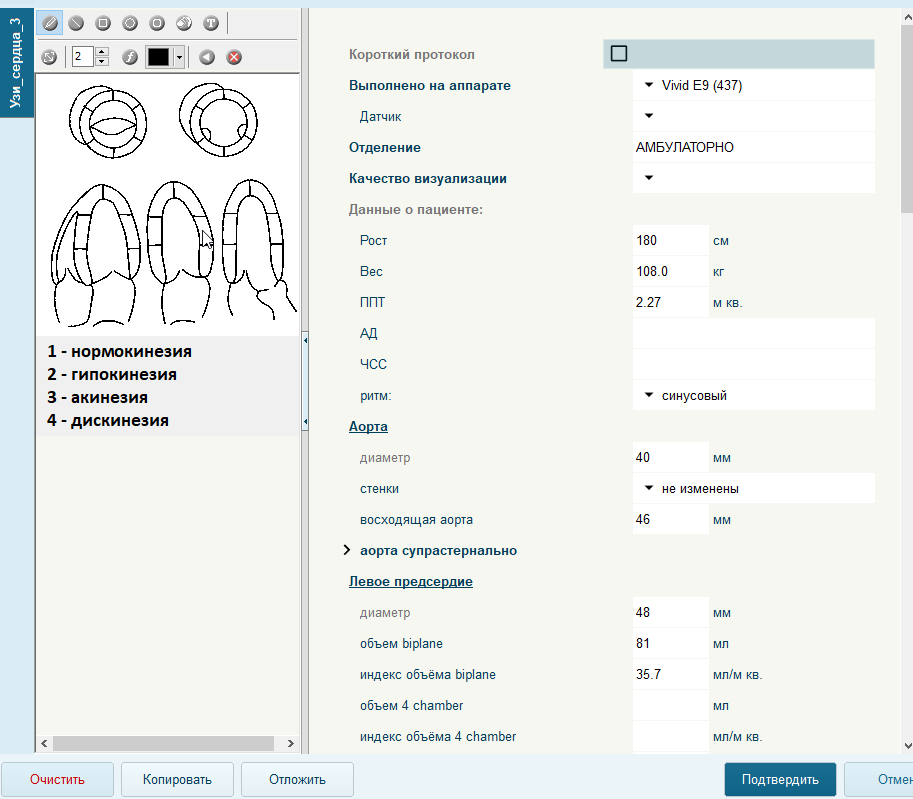 Узи_сердца_3
T
2
f
1 - нормокинезия
2 - гипокинезия
3 - акинезия
4 - дискинезия
Короткий протокол
Выполнено на аппарате Vivid E9 (437)
Датчик
Отделение АМБУЛАТОРНО
Качество визуализации
Данные о пациенте:
Рост 180 см
Вес 108.0 кг
ППТ 2.27 м кв.
АД
ЧСС
ритм: синусовый
Аорта
диаметр 40 мм
стенки не изменены
восходящая аорта 46 мм
аорта супрастернально
Левое предсердие
диаметр 48 мм
объем biplane 81 мл
индекс объёма biplane 35.7 мл/м кв.
объем 4 chamber мл
индекс объёма 4 chamber мл/м кв.
Очистить Копировать Отложить Подтвердить Отмен